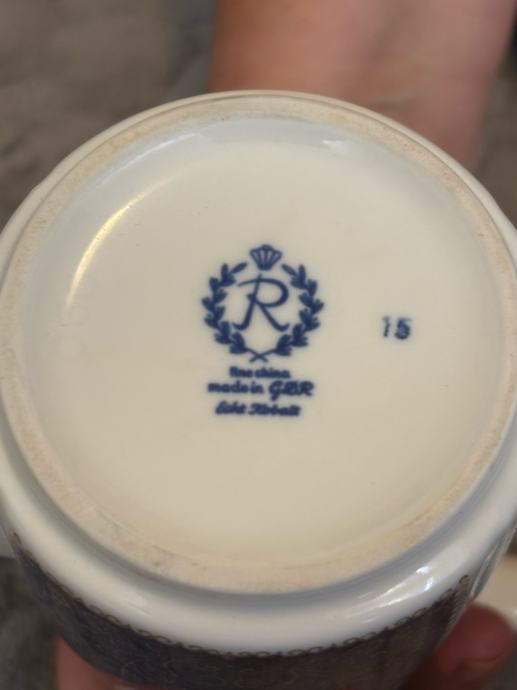 R
15
fine china
made in GDR
Echt Kobalt